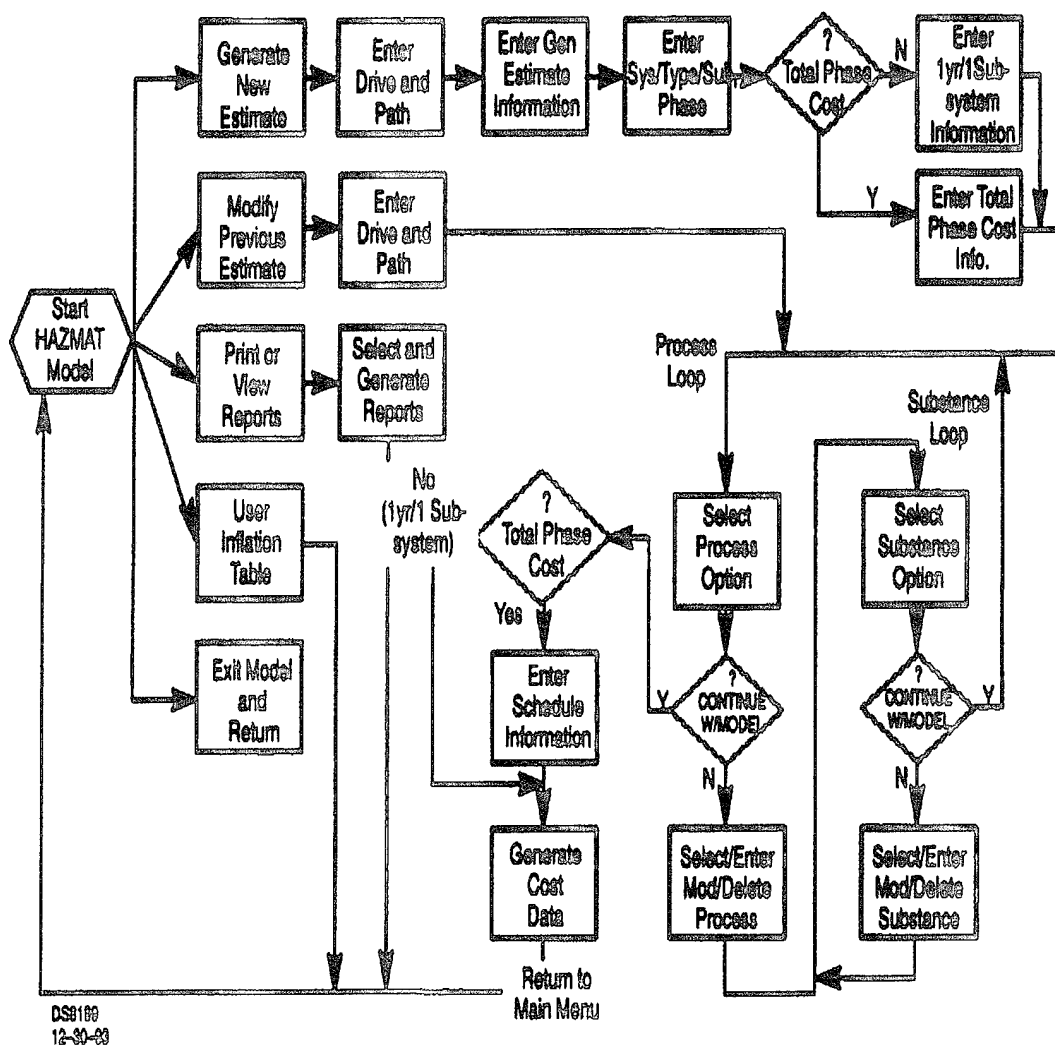 Generate
New
Estimate
Enter
Drive and
Path
Enter Gen
Estimate
Information
Enter
Sys/Type/Sub,
Phase
?
Total Phase
Cost
N
Enter
1yr/1Sub-
system
Information
Y
Enter Total
Phase Cost
Info.
Modify
Previous
Estimate
Enter
Drive and
Path
Start
HAZMAT
Model
Print or
View
Reports
Select and
Generate
Reports
Process
Loop
Substance
Loop
No
(1yr/1 Sub-
system)
?
Total Phase
Cost
Yes
Select
Process
Option
Select
Substance
Option
User
Inflation
Table
Enter
Schedule
Information
Y
?
CONTINUE
W/MODEL
N
?
CONTINUE
W/MODEL
Y
N
Exit Model
and
Return
Generate
Cost
Data
Select/Enter
Mod/Delete
Process
Select/Enter
Mod/Delete
Substance
Return to
Main Menu